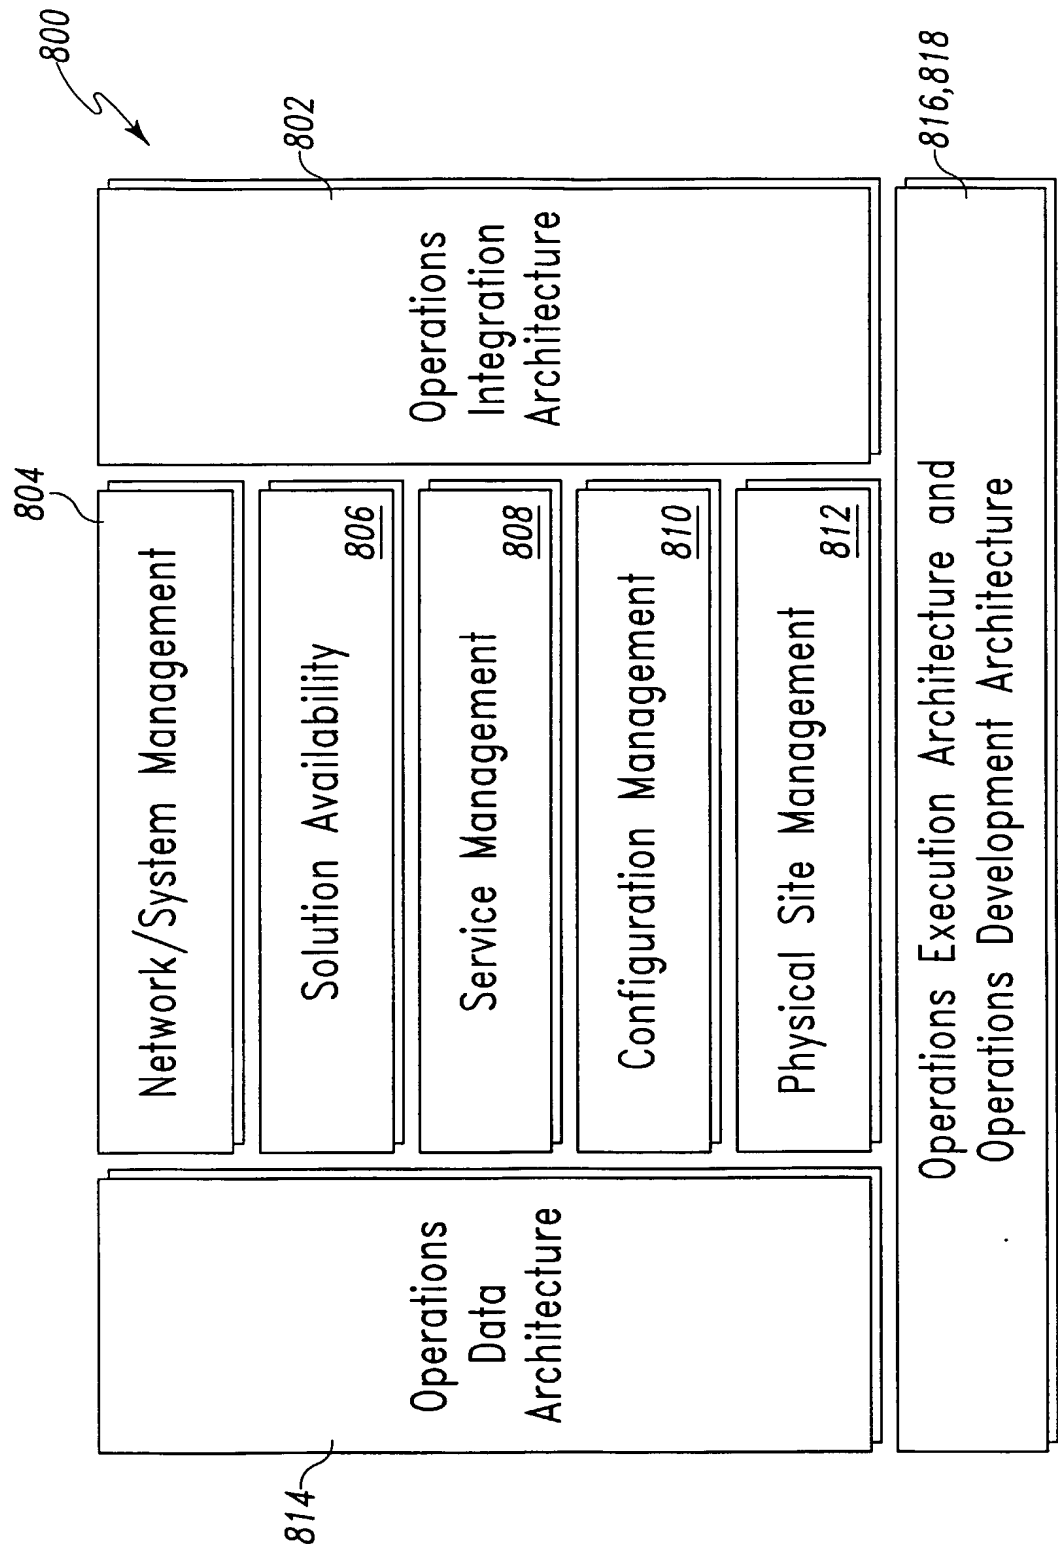 800
804
802
Network/System Management
Solution Availability
806
Service Management
808
Configuration Management
810
Physical Site Management
812
Operations
Data
Architecture
814
Operations
Integration
Architecture
Operations Execution Architecture and
Operations Development Architecture
816,818